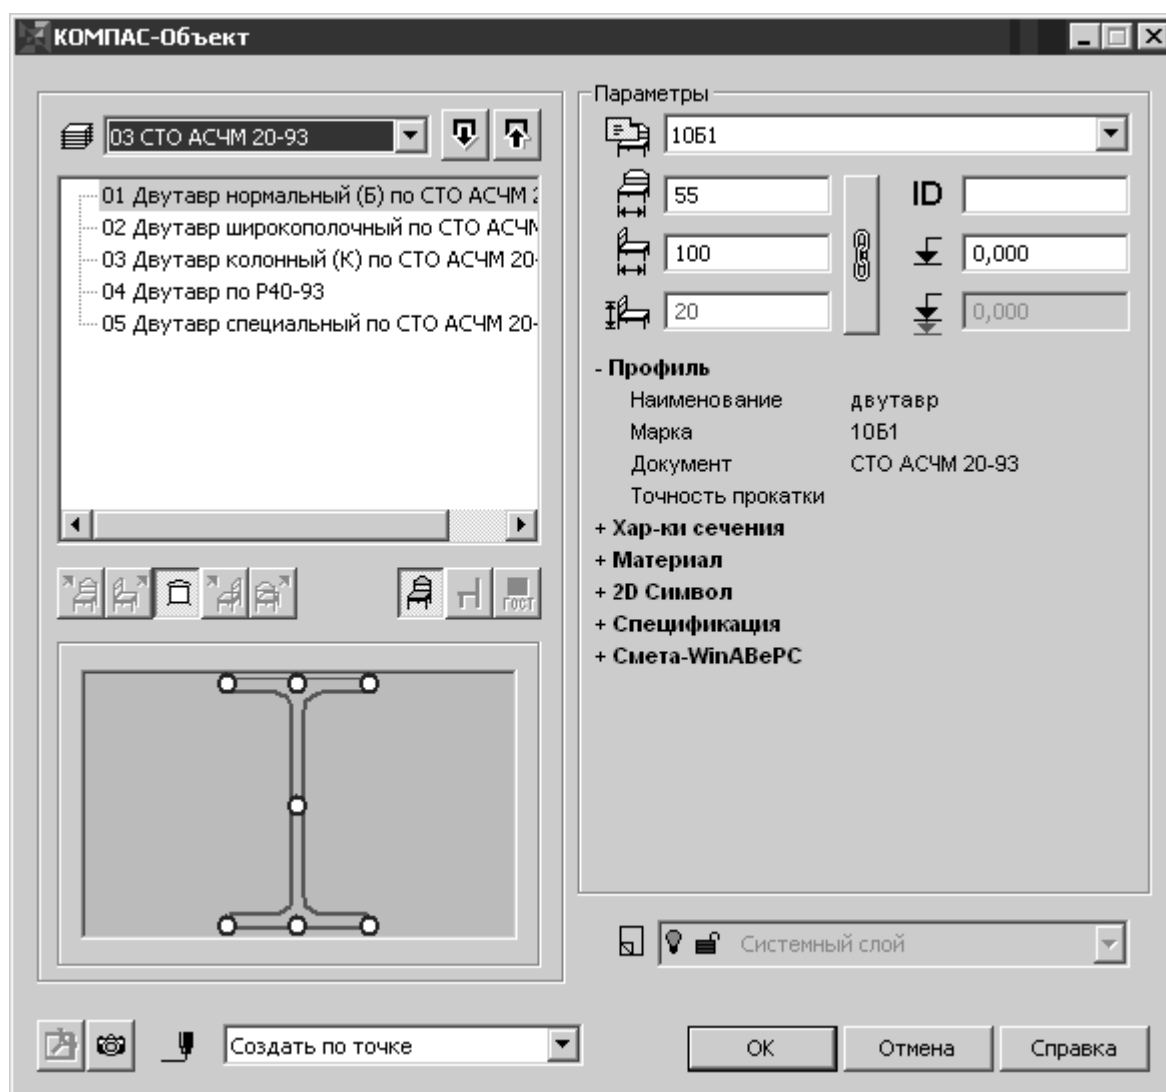 КОМПАС-Объект
03 СТО АСЧМ 20-93
01 Двутавр нормальный (Б) по СТО АСЧМ 2
02 Двутавр широкополочный по СТО АСЧМ
03 Двутавр колонный (К) по СТО АСЧМ 20-
04 Двутавр по Р40-93
05 Двутавр специальный по СТО АСЧМ 20-
ГОСТ
Параметры
10Б1
55
ID
100
0,000
20
0,000
- Профиль
Наименование двутавр
Марка 10Б1
Документ СТО АСЧМ 20-93
Точность прокатки
+ Хар-ки сечения
+ Материал
+ 2D Символ
+ Спецификация
+ Смета-WinАВеРС
Системный слой
Создать по точке
OK
Отмена
Справка